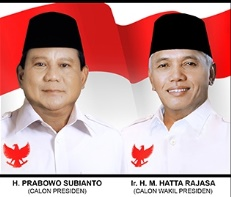 H. PRABOWO SUBIANTO
(CALON PRESIDEN)
Ir. H. M. HATTA RAJASA
(CALON WAKIL PRESIDEN)